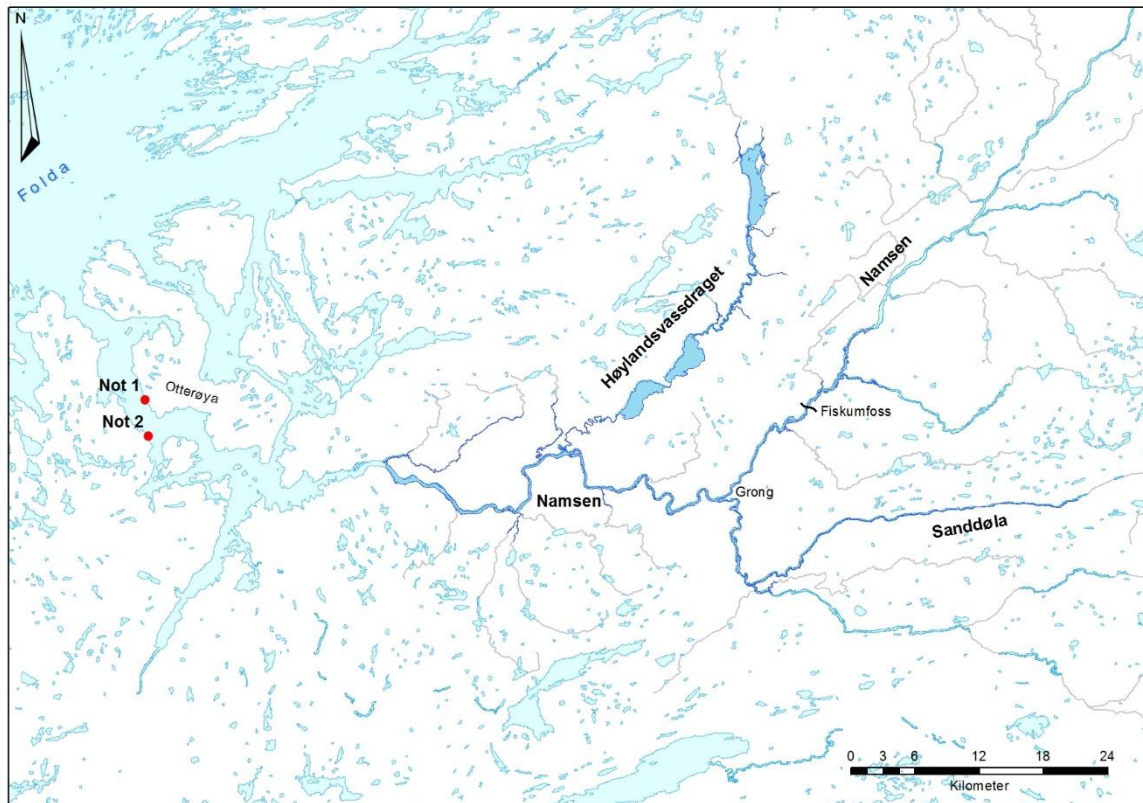 N
Folda
Høylandsvassdraget
Namsen
Not 1
Otterøya
Not 2
Fiskumfoss
Grong
Namsen
Sanddøla
0 3 6 12 18 24
Kilometer